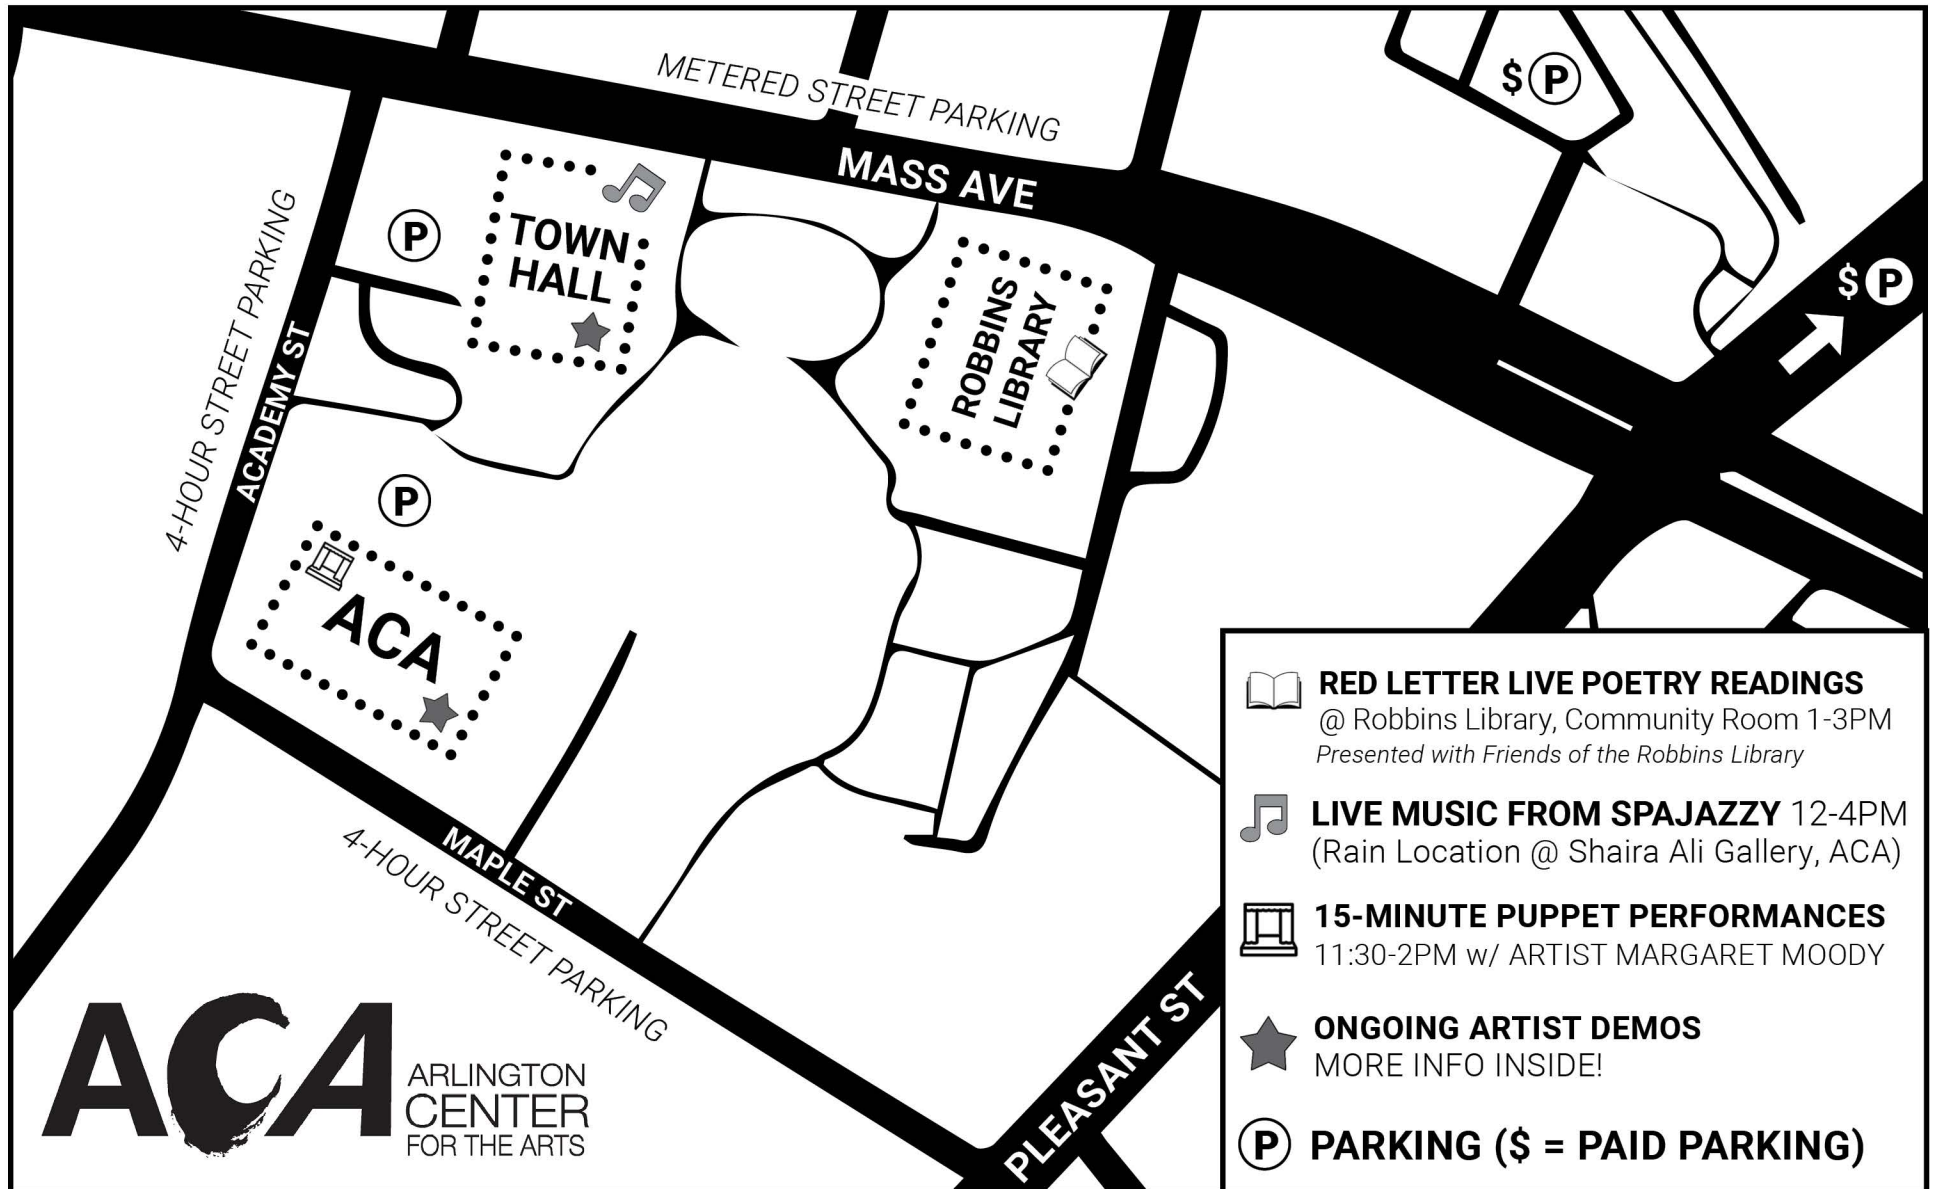 METERED STREET PARKING
MASS AVE
$ P
$ P
4-HOUR STREET PARKING
ACADEMY ST
P
TOWN
HALL
ROBBINS
LIBRARY
P
ACA
MAPLE ST
4-HOUR STREET PARKING
PLEASANT ST
ACA
ARLINGTON
CENTER
FOR THE ARTS
RED LETTER LIVE POETRY READINGS
@ Robbins Library, Community Room 1-3PM
Presented with Friends of the Robbins Library
LIVE MUSIC FROM SPAJAZZY 12-4PM
(Rain Location @ Shaira Ali Gallery, ACA)
15-MINUTE PUPPET PERFORMANCES
11:30-2PM w/ ARTIST MARGARET MOODY
ONGOING ARTIST DEMOS
MORE INFO INSIDE!
P PARKING ($ = PAID PARKING)